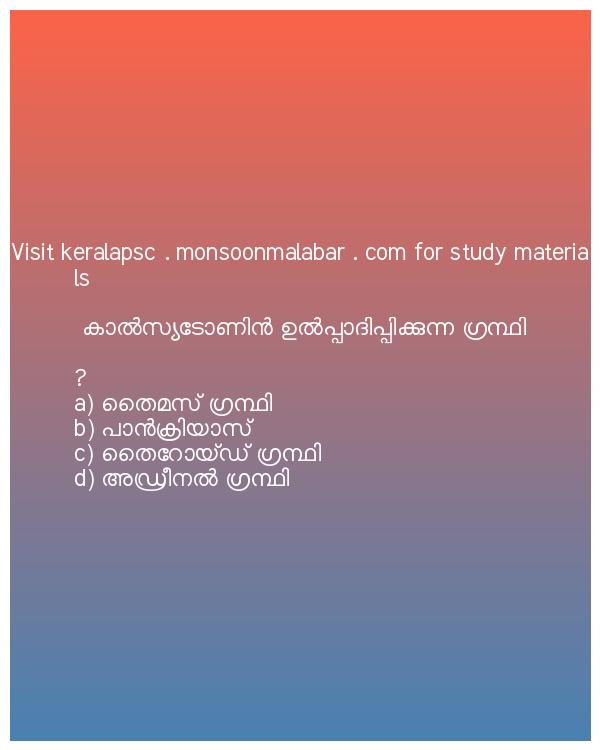 Visit keralapsc . monsoonmalabar . com for study materia
ls
കാൽസ്യടോണിൻ ഉൽപ്പാദിപ്പിക്കുന്ന ഗ്രന്ഥി
?
a) തൈമസ് ഗ്രന്ഥി
b) പാൻക്രിയാസ്
c) തൈറോയ്ഡ് ഗ്രന്ഥി
d) അഡ്രീനൽ ഗ്രന്ഥി